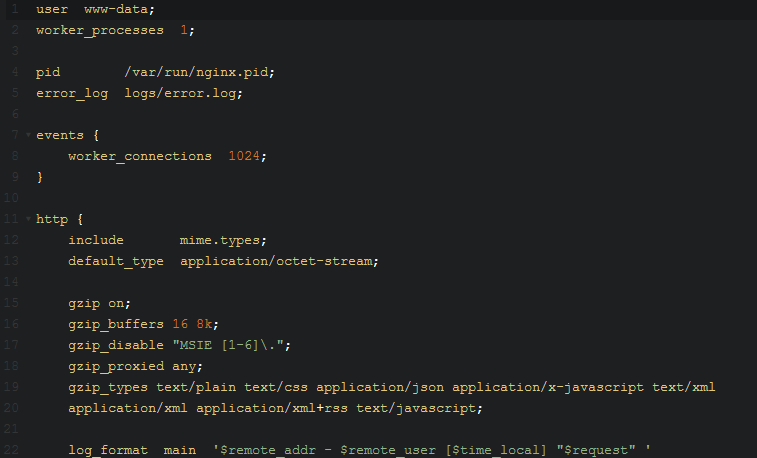 1 user  www-data;
2 worker_processes  1;
3
4 pid        /var/run/nginx.pid;
5 error_log  logs/error.log;
6
7 events {
8     worker_connections  1024;
9 }
10
11 http {
12     include       mime.types;
13     default_type  application/octet-stream;
14
15     gzip on;
16     gzip_buffers 16 8k;
17     gzip_disable "MSIE [1-6]\.";
18     gzip_proxied any;
19     gzip_types text/plain text/css application/json application/x-javascript text/xml
20     application/xml application/xml+rss text/javascript;
21
22     log_format  main  '$remote_addr - $remote_user [$time_local] "$request" '